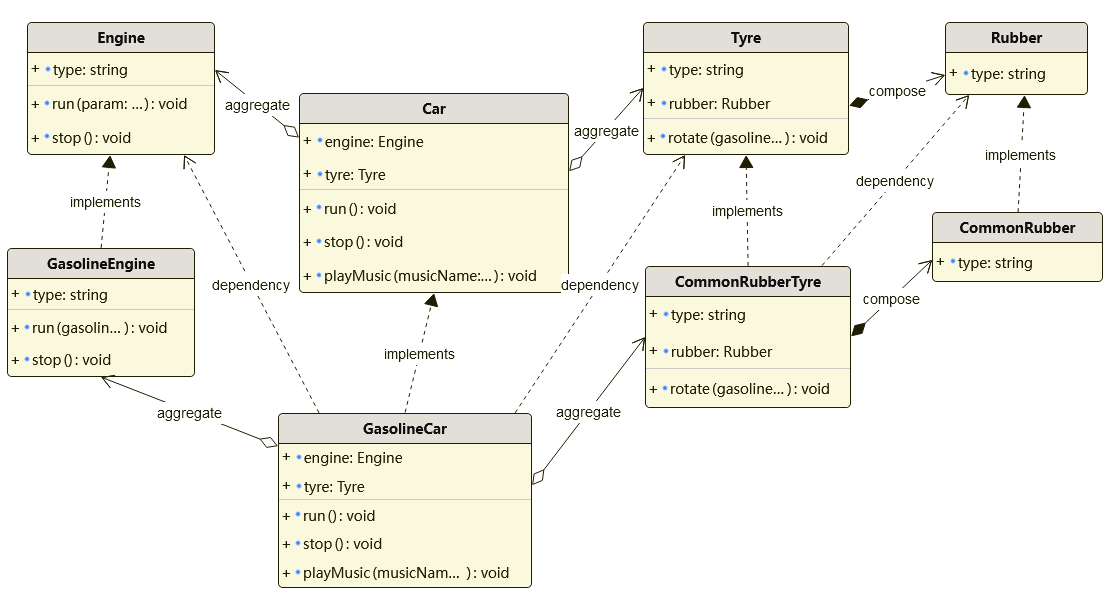 Engine
+ type: string
+ run(param: ...): void
+ stop(): void
aggregate
Car
+ engine: Engine
+ tyre: Tyre
+ run(): void
+ stop(): void
+ playMusic(musicName:...): void
aggregate
Tyre
+ type: string
+ rubber: Rubber
+ rotate(gasoline...): void
compose
Rubber
+ type: string
implements
dependency
implements
dependency
implements
dependency
implements
GasolineEngine
+ type: string
+ run(gasolin...): void
+ stop(): void
CommonRubberTyre
+ type: string
+ rubber: Rubber
+ rotate(gasoline...): void
compose
CommonRubber
+ type: string
aggregate
implements
aggregate
GasolineCar
+ engine: Engine
+ tyre: Tyre
+ run(): void
+ stop(): void
+ playMusic(musicNam... ): void